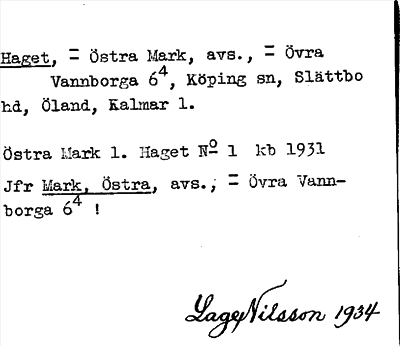 Haget, = Östra Mark, avs., = Övra
Vannborga 6⁴, Köping sn, Slättbo
hd, Öland, Kalmar l.
Östra Mark l. Haget Nº 1 kb 1931
Jfr Mark, Östra, avs., = Övra Vann-
borga 6⁴ !
Lage Nilsson 1934